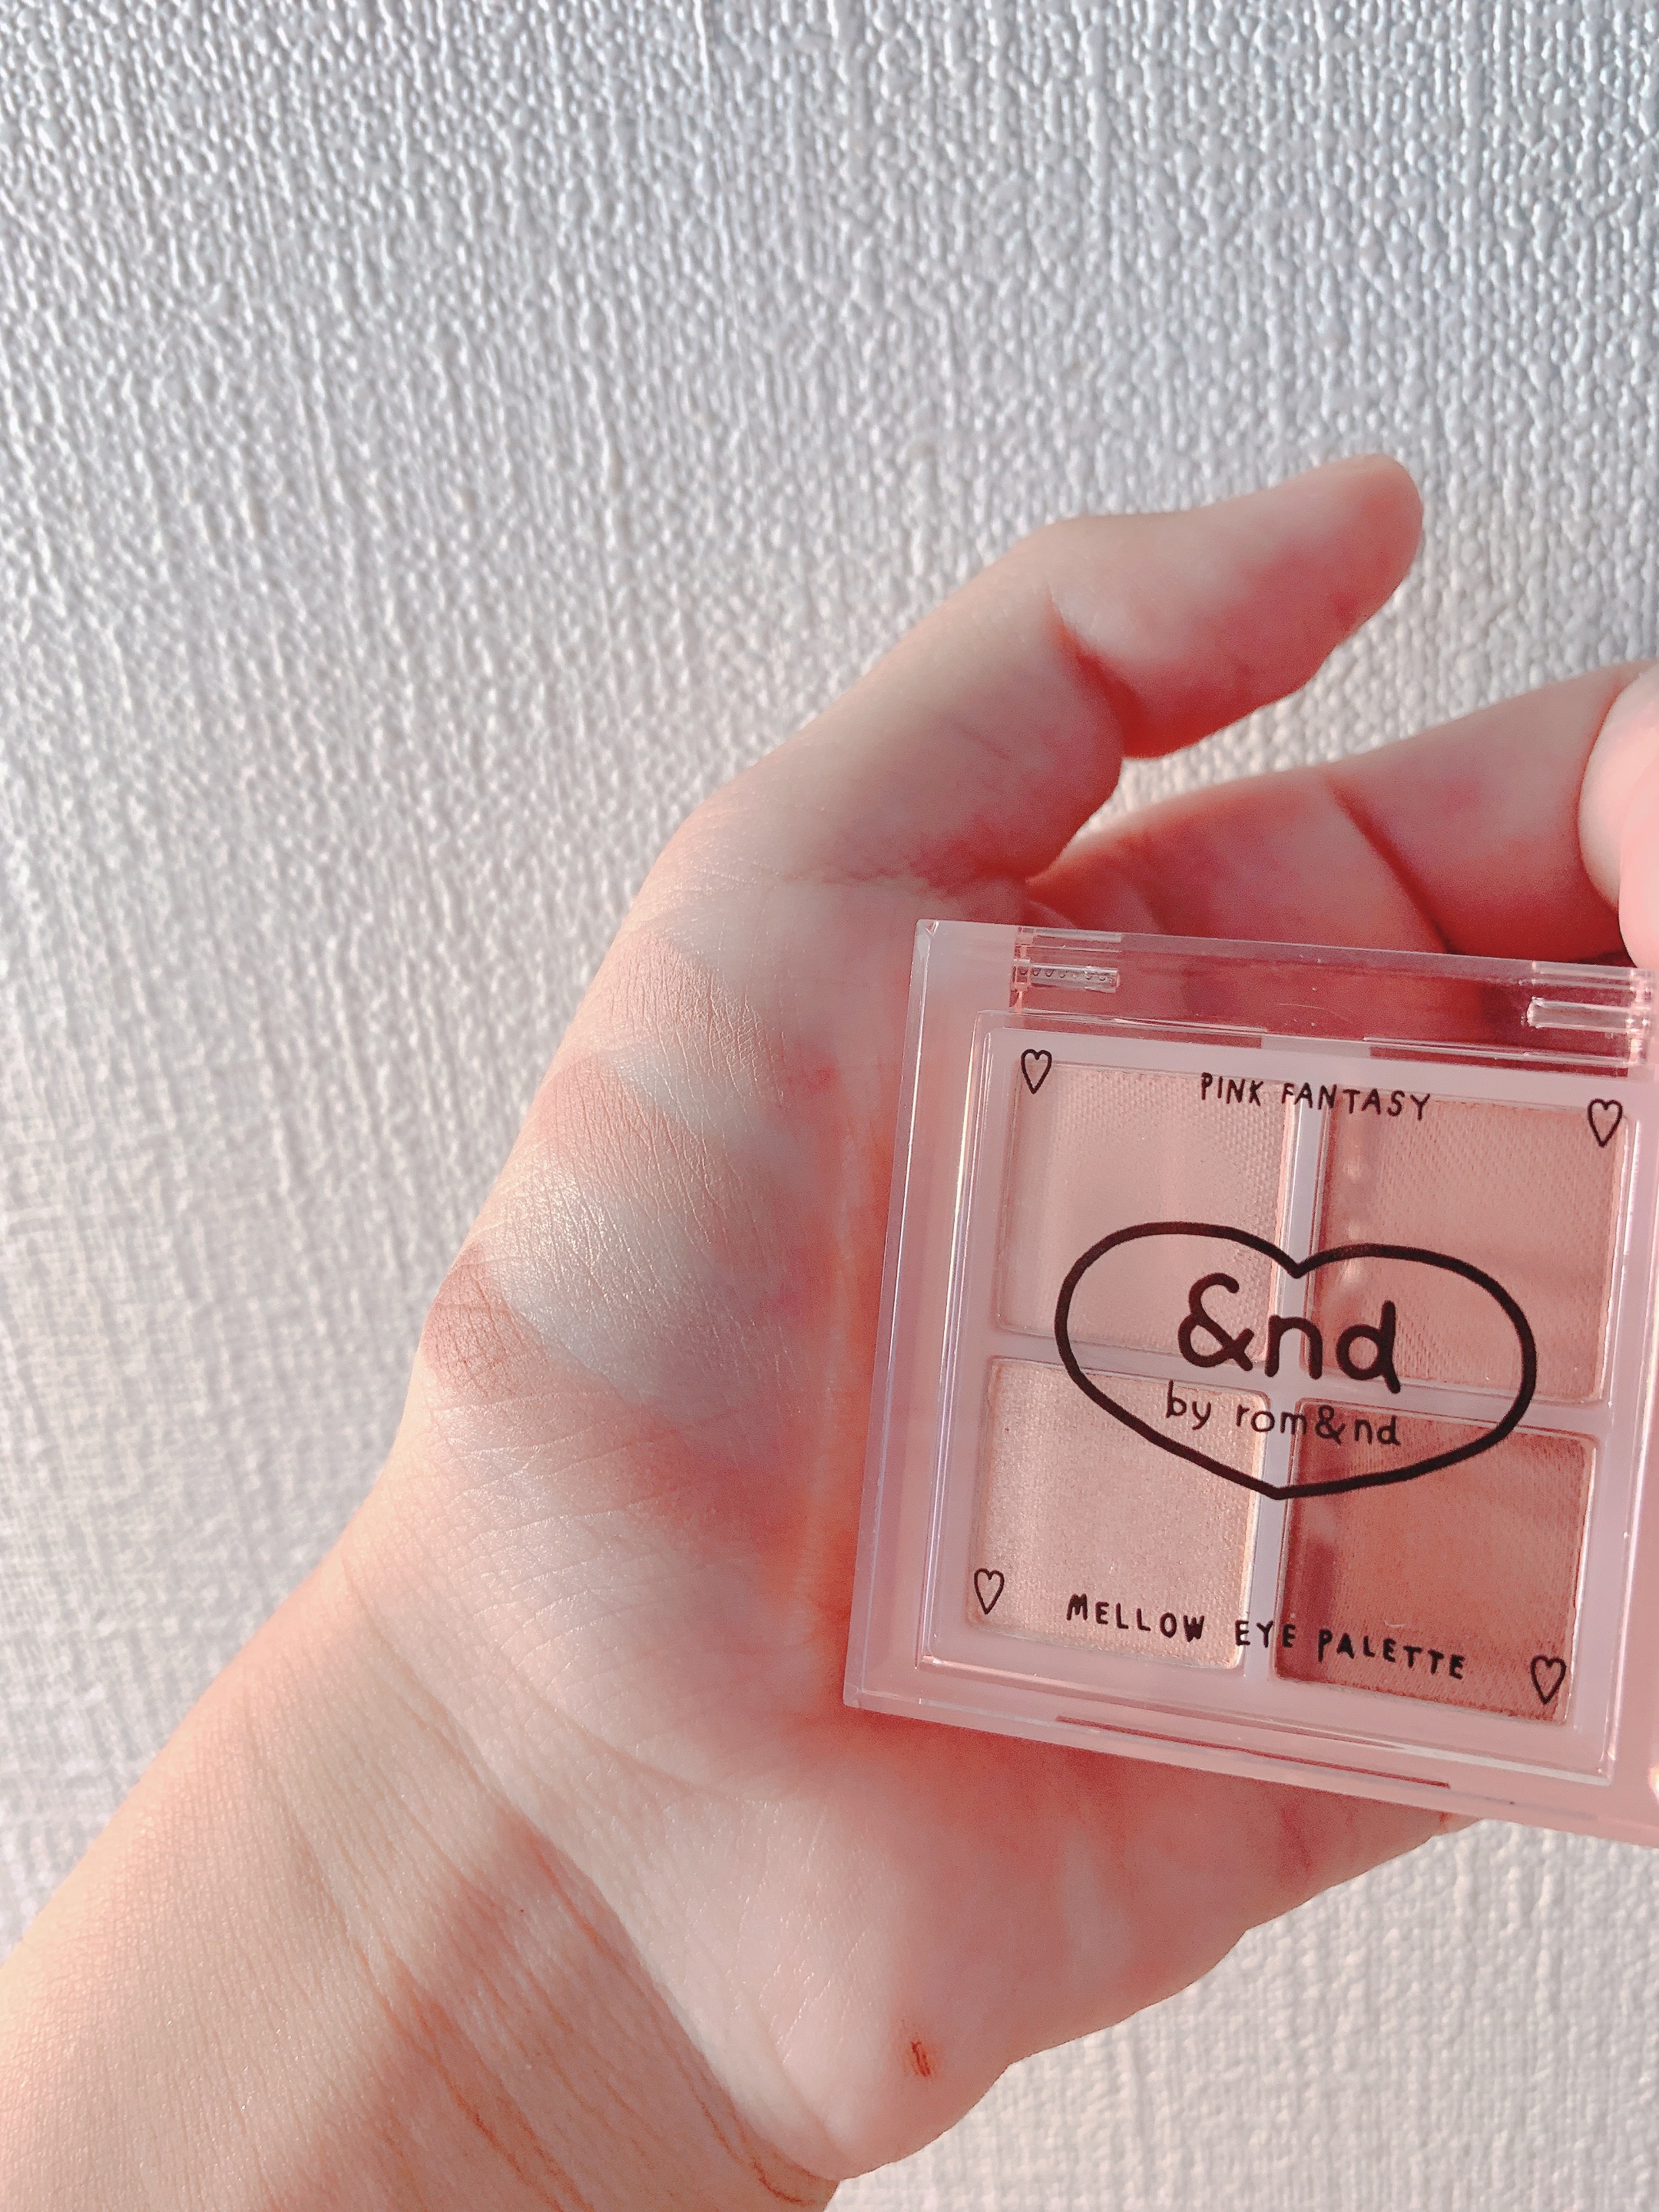 PINK FANTASY
&nd
by rom&nd
MELLOW EYE PALETTE